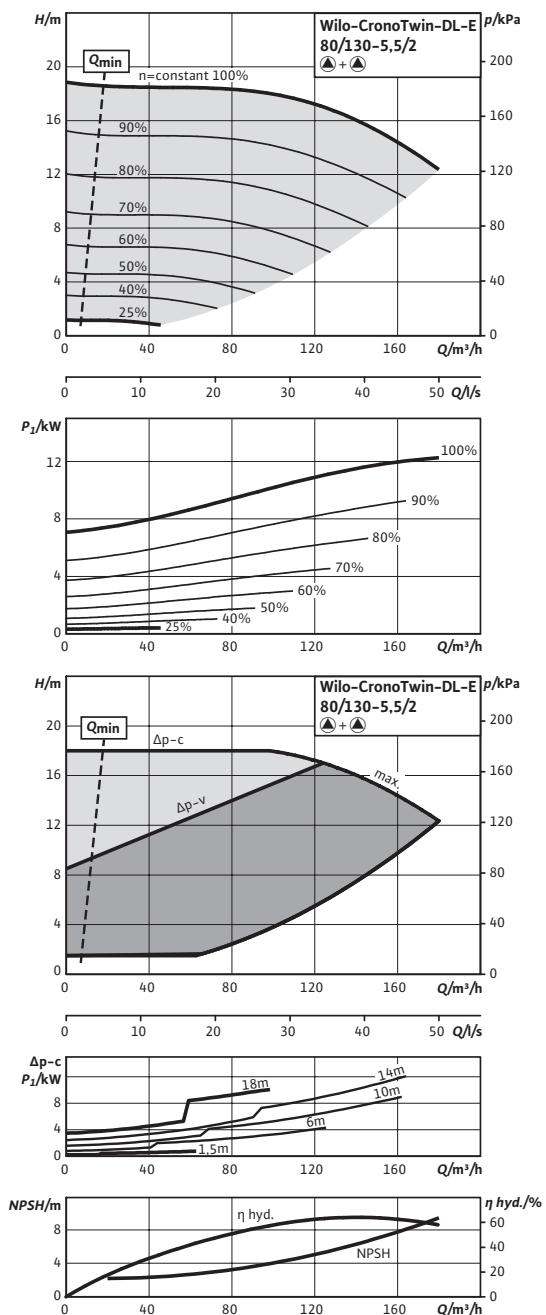 H/m
Wilo-CronoTwin-DL-E
80/130-5,5/2
p/kPa
Qmin
n=constant 100%
90%
80%
70%
60%
50%
40%
25%
20
16
12
8
4
0
200
160
120
80
40
0
0 40 80 120 160 Q/m³/h
0 10 20 30 40 50 Q/l/s
P1/kW
12
8
4
0
100%
90%
80%
70%
60%
50%
40%
25%
0 40 80 120 160 Q/m³/h
H/m
Wilo-CronoTwin-DL-E
80/130-5,5/2
p/kPa
Qmin
Δp-c
Δp-v
max.
20
16
12
8
4
0
200
160
120
80
40
0
0 40 80 120 160 Q/m³/h
0 10 20 30 40 50 Q/l/s
Δp-c
P1/kW
8
4
0
18m
14m
10m
6m
1,5m
0 40 80 120 160 Q/m³/h
NPSH/m
η hyd./%
η hyd.
NPSH
8
4
0
60
40
20
0
0 40 80 120 160 Q/m³/h